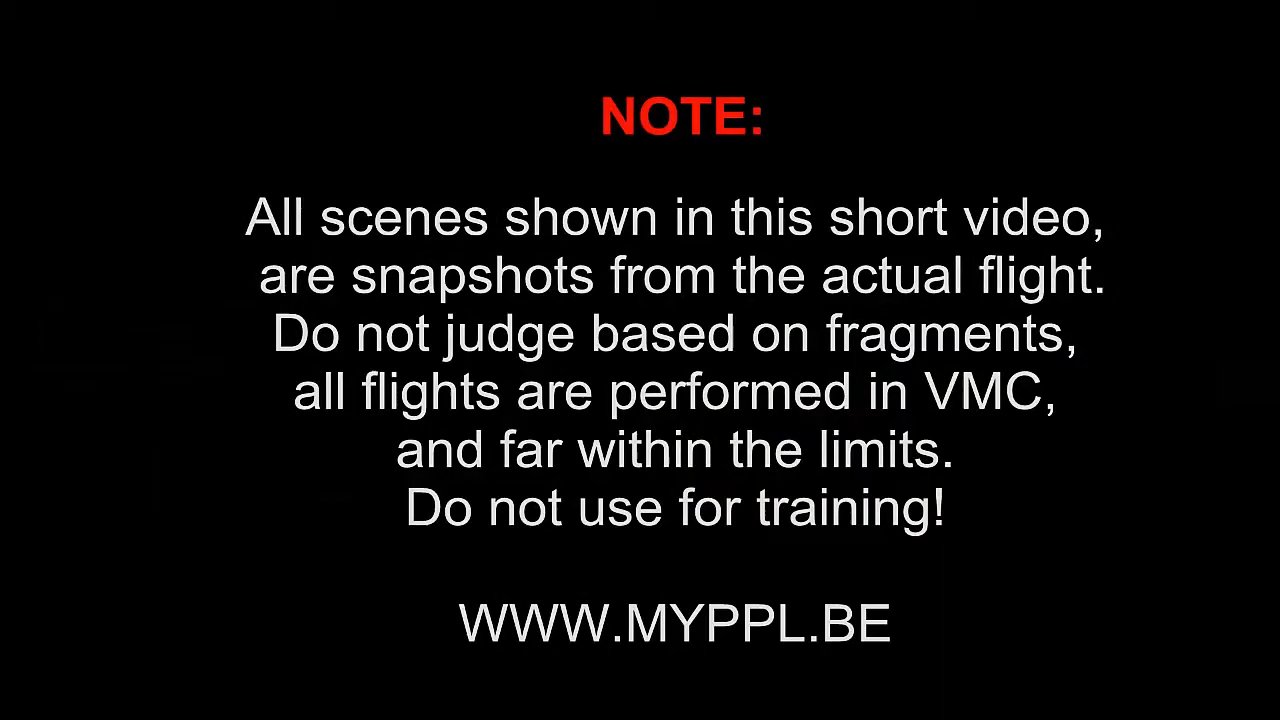 NOTE:
All scenes shown in this short video,
are snapshots from the actual flight.
Do not judge based on fragments,
all flights are performed in VMC,
and far within the limits.
Do not use for training!
WWW.MYPPL.BE